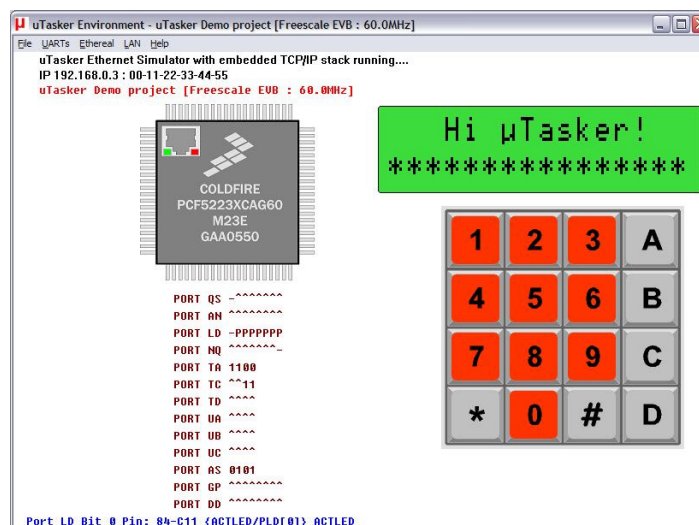 µ uTasker Environment - uTasker Demo project [Freescale EVB : 60.0MHz]
File UARTs Ethereal LAN Help
uTasker Ethernet Simulator with embedded TCP/IP stack running....
IP 192.168.0.3 : 00-11-22-33-44-55
uTasker Demo project [Freescale EVB : 60.0MHz]
COLDFIRE
PCF5223XCAG60
M23E
GAA0550
Hi µTasker!
****************
1 2 3 A
4 5 6 B
7 8 9 C
* 0 # D
PORT QS -^^^^^^^
PORT AN ^^^^^^^^
PORT LD -PPPPPPP
PORT NQ ^^^^^^^-
PORT TA 1100
PORT TC ^^11
PORT TD ^^^^
PORT UA ^^^^
PORT UB ^^^^
PORT UC ^^^^
PORT AS 0101
PORT GP ^^^^^^^^
PORT DD ^^^^^^^^
Port LD Bit 0 Pin: 84-C11 {ACTLED/PLD[0]} ACTLED